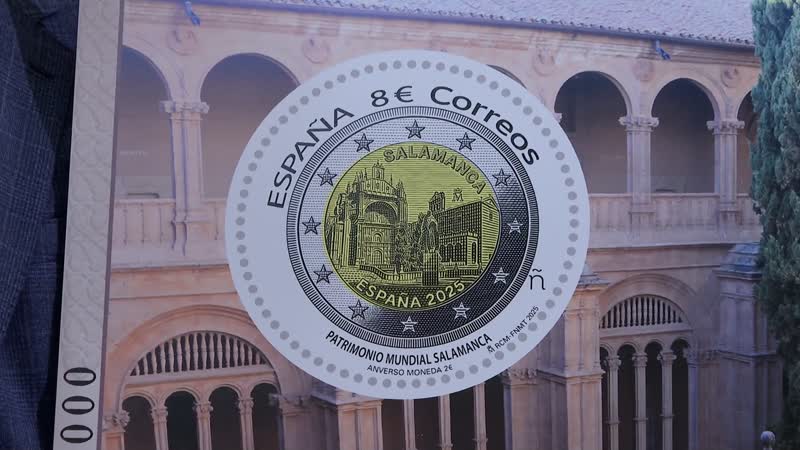 ESPAÑA 8€ Correos
SALAMANCA
M
ESPAÑA 2025
ñ
PATRIMONIO MUNDIAL SALAMANCA
ANVERSO MONEDA 2€
RCM-FNMT 2025
000